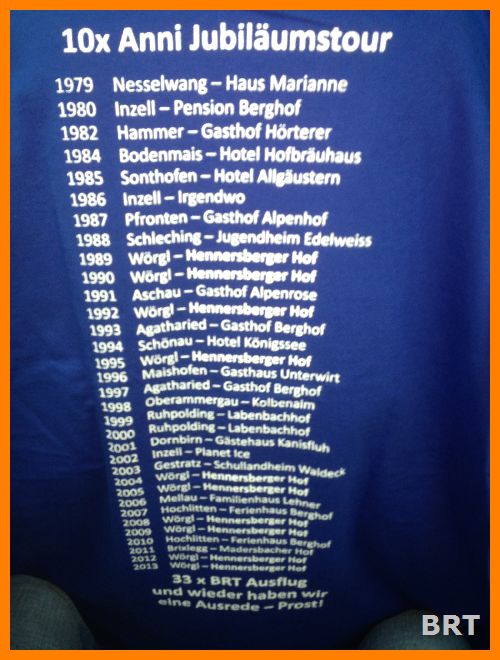 10x Anni Jubiläumstour
1979 Nesselwang – Haus Marianne
1980 Inzell – Pension Berghof
1982 Hammer – Gasthof Hörterer
1984 Bodenmais – Hotel Hofbräuhaus
1985 Sonthofen – Hotel Allgäustern
1986 Inzell – Irgendwo
1987 Pfronten – Gasthof Alpenhof
1988 Schleching – Jugendheim Edelweiss
1989 Wörgl – Hennersberger Hof
1990 Wörgl – Hennersberger Hof
1991 Aschau – Gasthof Alpenrose
1992 Wörgl – Hennersberger Hof
1993 Agatharied – Gasthof Berghof
1994 Schönau – Hotel Königssee
1995 Wörgl – Hennersberger Hof
1996 Maishofen – Gasthaus Unterwirt
1997 Agatharied – Gasthof Berghof
1998 Oberammergau – Kolbenalm
1999 Ruhpolding – Labenbachhof
2000 Ruhpolding – Labenbachhof
2001 Dornbirn – Gästehaus Kanisfluh
2002 Inzell – Planet Ice
2003 Gestratz – Schullandheim Waldeck
2004 Wörgl – Hennersberger Hof
2005 Wörgl – Hennersberger Hof
2006 Mellau – Familienhaus Lehner
2007 Hochlitten – Ferienhaus Berghof
2008 Wörgl – Hennersberger Hof
2009 Wörgl – Hennersberger Hof
2010 Hochlitten – Ferienhaus Berghof
2011 Brixlegg – Madersbacher Hof
2012 Wörgl – Hennersberger Hof
2013 Wörgl – Hennersberger Hof
33 x BRT Ausflug
und wieder haben wir
eine Ausrede – Prost!
BRT